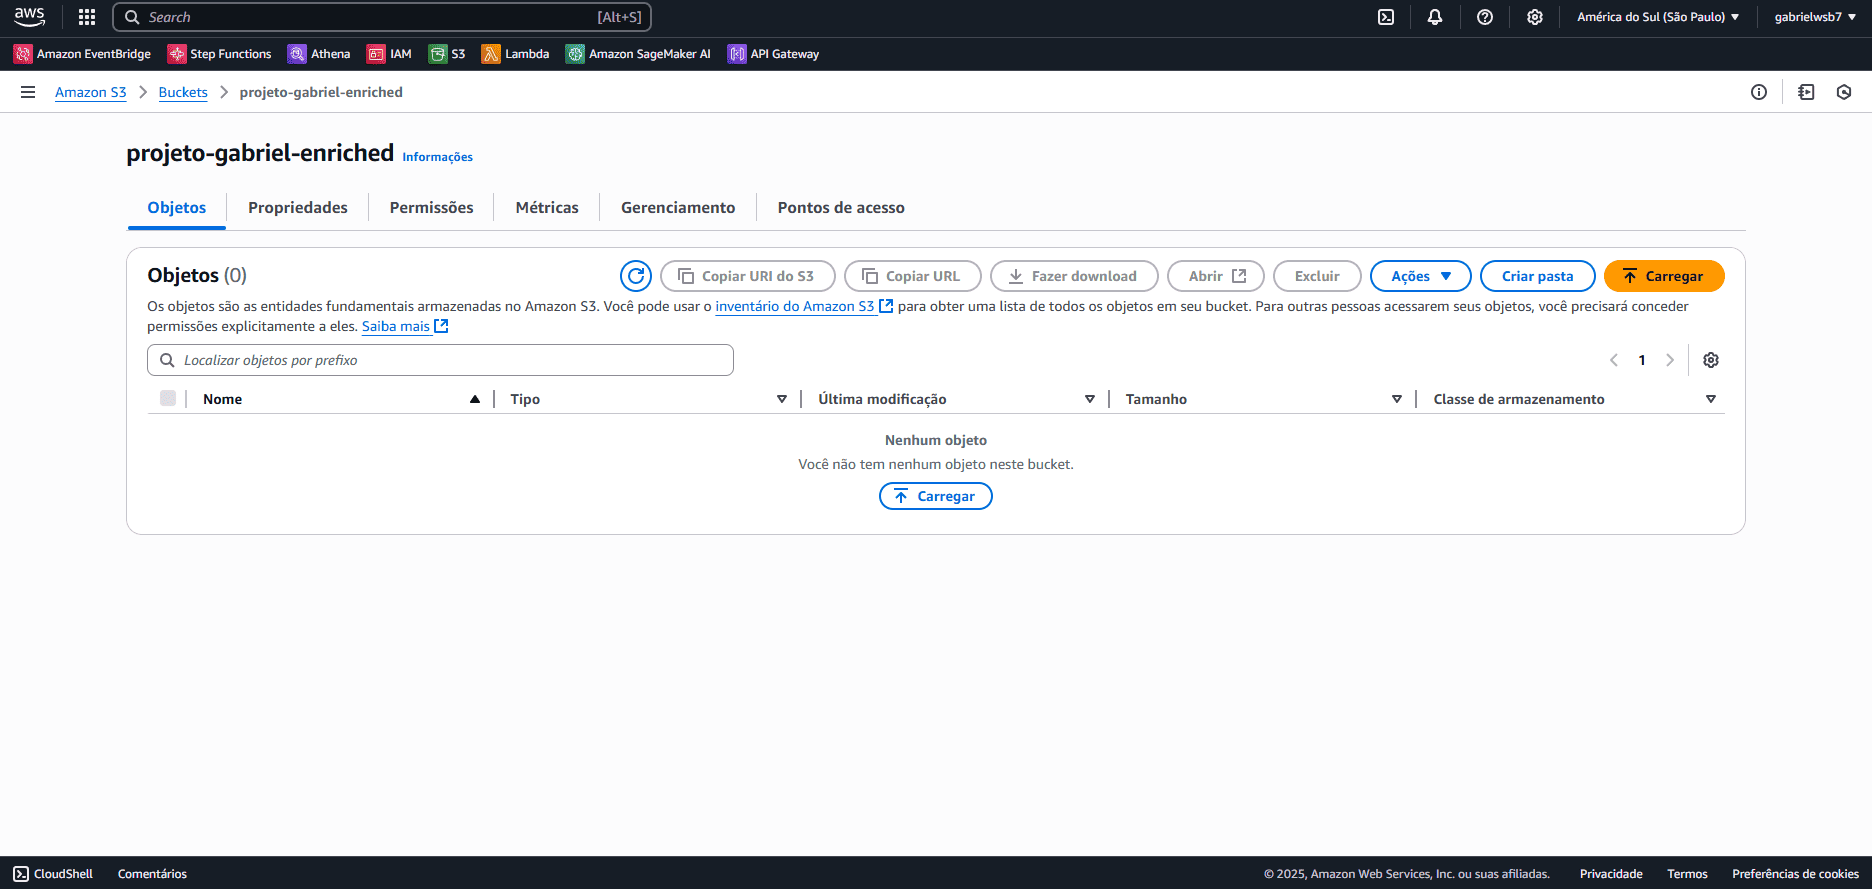 aws Search [Alt+S] América do Sul (São Paulo) gabrielwsb7
Amazon EventBridge Step Functions Athena IAM S3 Lambda Amazon SageMaker AI API Gateway
Amazon S3 Buckets projeto-gabriel-enriched
projeto-gabriel-enriched Informações
Objetos Propriedades Permissões Métricas Gerenciamento Pontos de acesso
Objetos (0) Copiar URI do S3 Copiar URL Fazer download Abrir Excluir Ações Criar pasta Carregar
Os objetos são as entidades fundamentais armazenadas no Amazon S3. Você pode usar o inventário do Amazon S3 para obter uma lista de todos os objetos em seu bucket. Para outras pessoas acessarem seus objetos, você precisará conceder
permissões explicitamente a eles. Saiba mais
Localizar objetos por prefixo 1
Nome Tipo Última modificação Tamanho Classe de armazenamento
Nenhum objeto
Você não tem nenhum objeto neste bucket.
Carregar
CloudShell Comentários © 2025, Amazon Web Services, Inc. ou suas afiliadas. Privacidade Termos Preferências de cookies